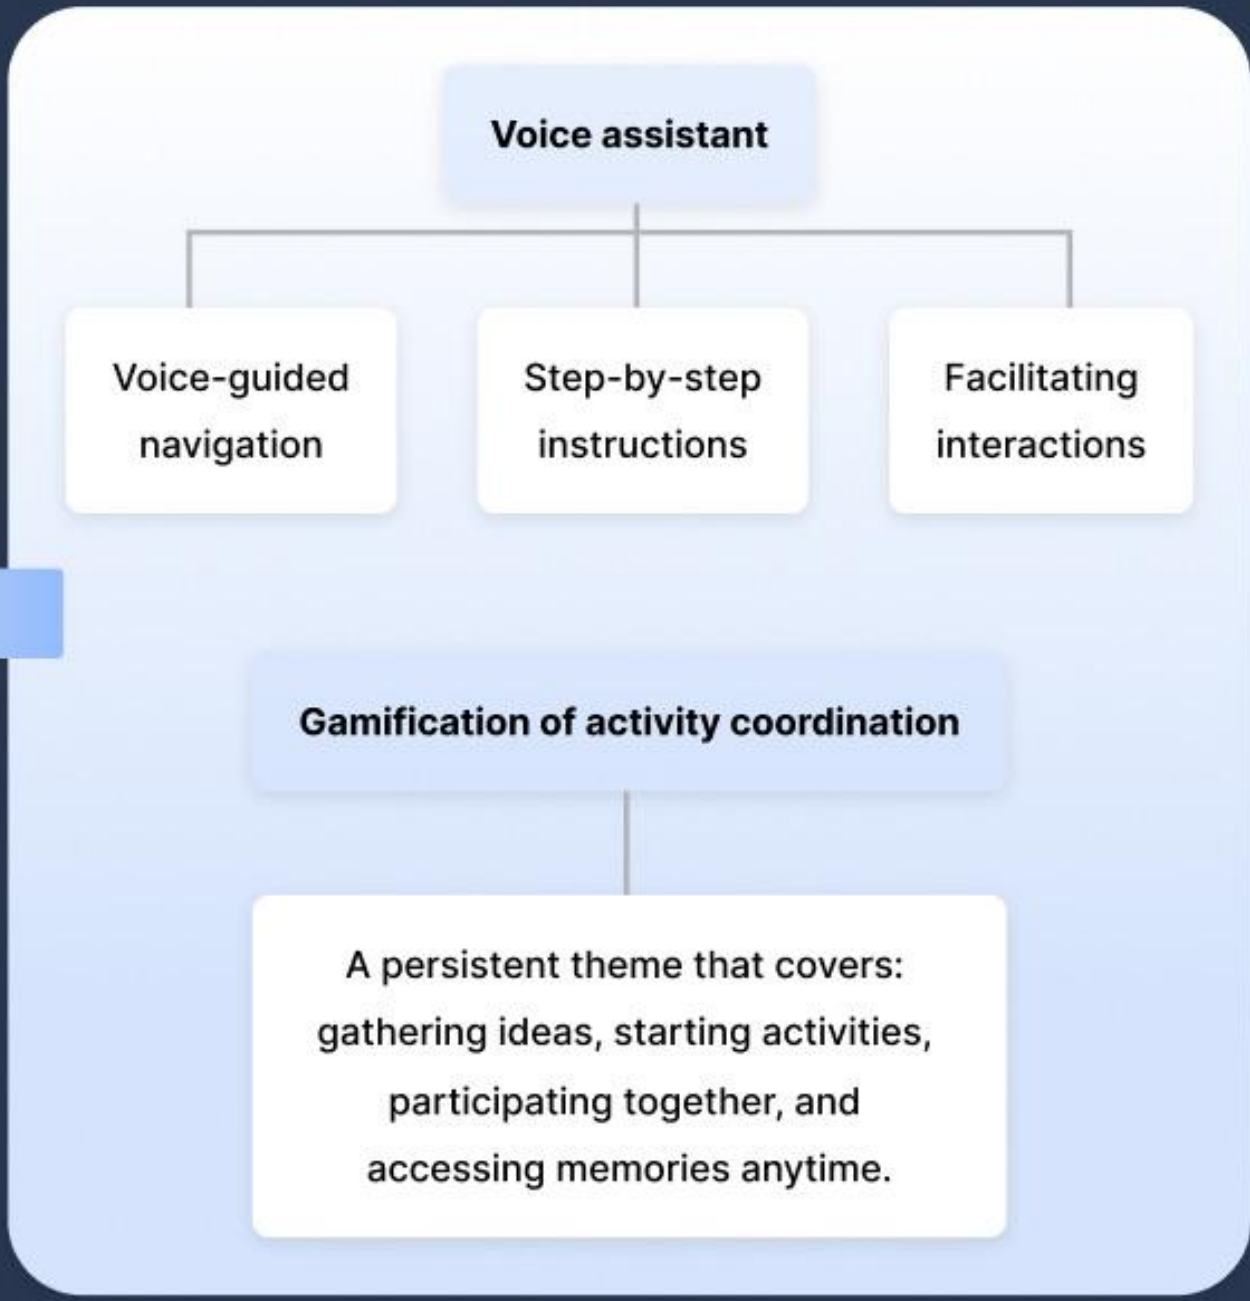 Voice assistant
Voice-guided
navigation
Step-by-step
instructions
Facilitating
interactions
Gamification of activity coordination
A persistent theme that covers:
gathering ideas, starting activities,
participating together, and
accessing memories anytime.